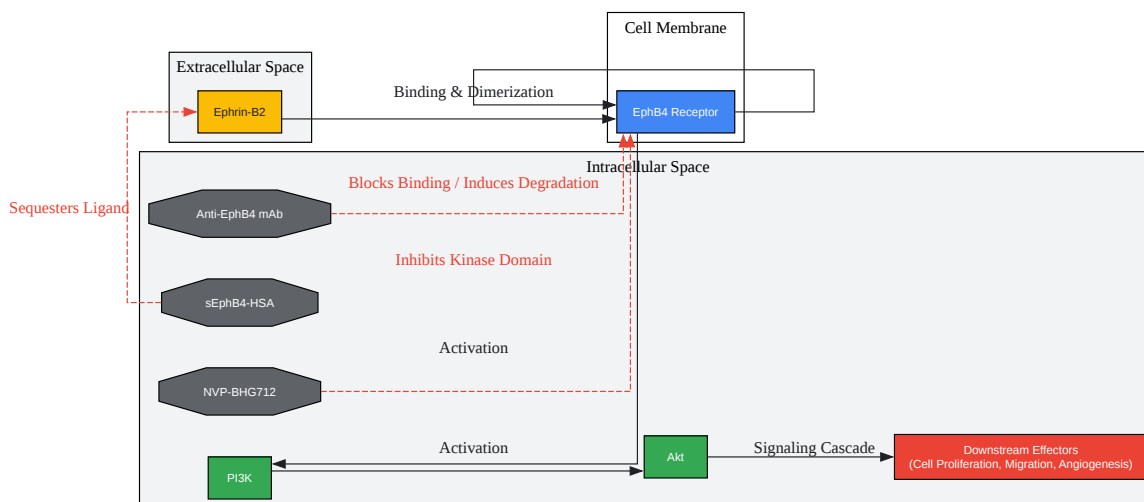 Cell Membrane
Extracellular Space
Binding & Dimerization
Ephrin-B2
EphB4 Receptor
Intracellular Space
Blocks Binding / Induces Degradation
Sequesters Ligand
Anti-EphB4 mAb
Inhibits Kinase Domain
sEphB4-HSA
Activation
NVP-BHG712
Activation
Signaling Cascade
PI3K
Akt
Downstream Effectors
(Cell Proliferation, Migration, Angiogenesis)